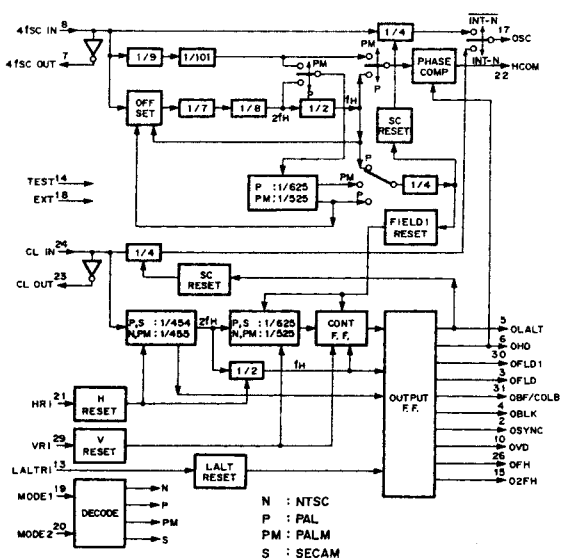 4fSC IN 8
4fSC OUT 7
1/4
INT-N
17 OSC
INT-N
HCOM 22
1/9
1/101
PM
PM
P
P
PHASE COMP
OFF SET
1/7
1/8
2fH
1/2
fH
SC RESET
TEST 14
EXT 18
P : 1/625
PM: 1/525
PM
P
P
1/4
FIELD1 RESET
CL IN 24
CL OUT 23
1/4
SC RESET
P,S : 1/454
N,PM: 1/455
2fH
P,S : 1/625
N,PM: 1/525
CONT F.F.
1/2
fH
OUTPUT F.F.
5 OLALT
6 OHD
30 OFLD1
3 OFLD
31 OBF/COLB
4 OBLK
2 OSYNC
10 OVD
26 OFH
15 O2FH
HRI 21
H RESET
VRI 29
V RESET
LALTRI 13
LALT RESET
MODE1 19
MODE2 20
DECODE
N
P
PM
S
N : NTSC
P : PAL
PM : PALM
S : SECAM